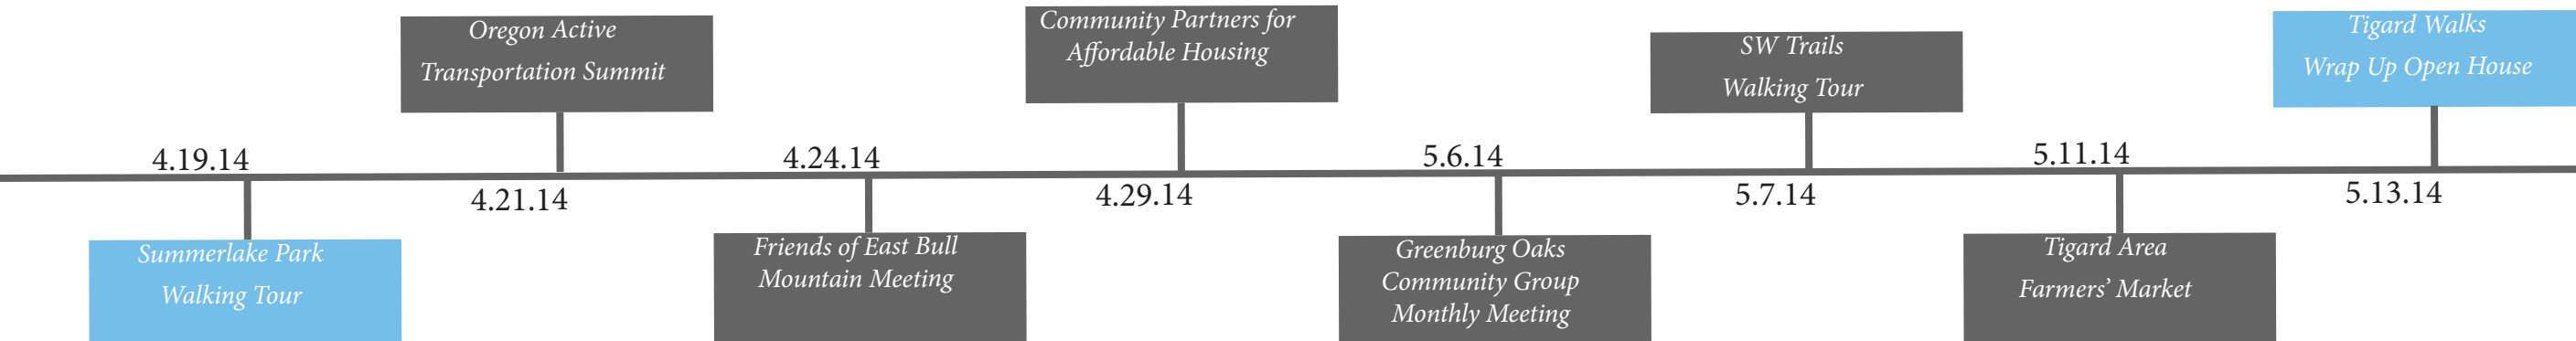 4.19.14
Summerlake Park
Walking Tour
Oregon Active
Transportation Summit
4.21.14
4.24.14
Friends of East Bull
Mountain Meeting
Community Partners for
Affordable Housing
4.29.14
5.6.14
Greenburg Oaks
Community Group
Monthly Meeting
SW Trails
Walking Tour
5.7.14
5.11.14
Tigard Area
Farmers’ Market
Tigard Walks
Wrap Up Open House
5.13.14